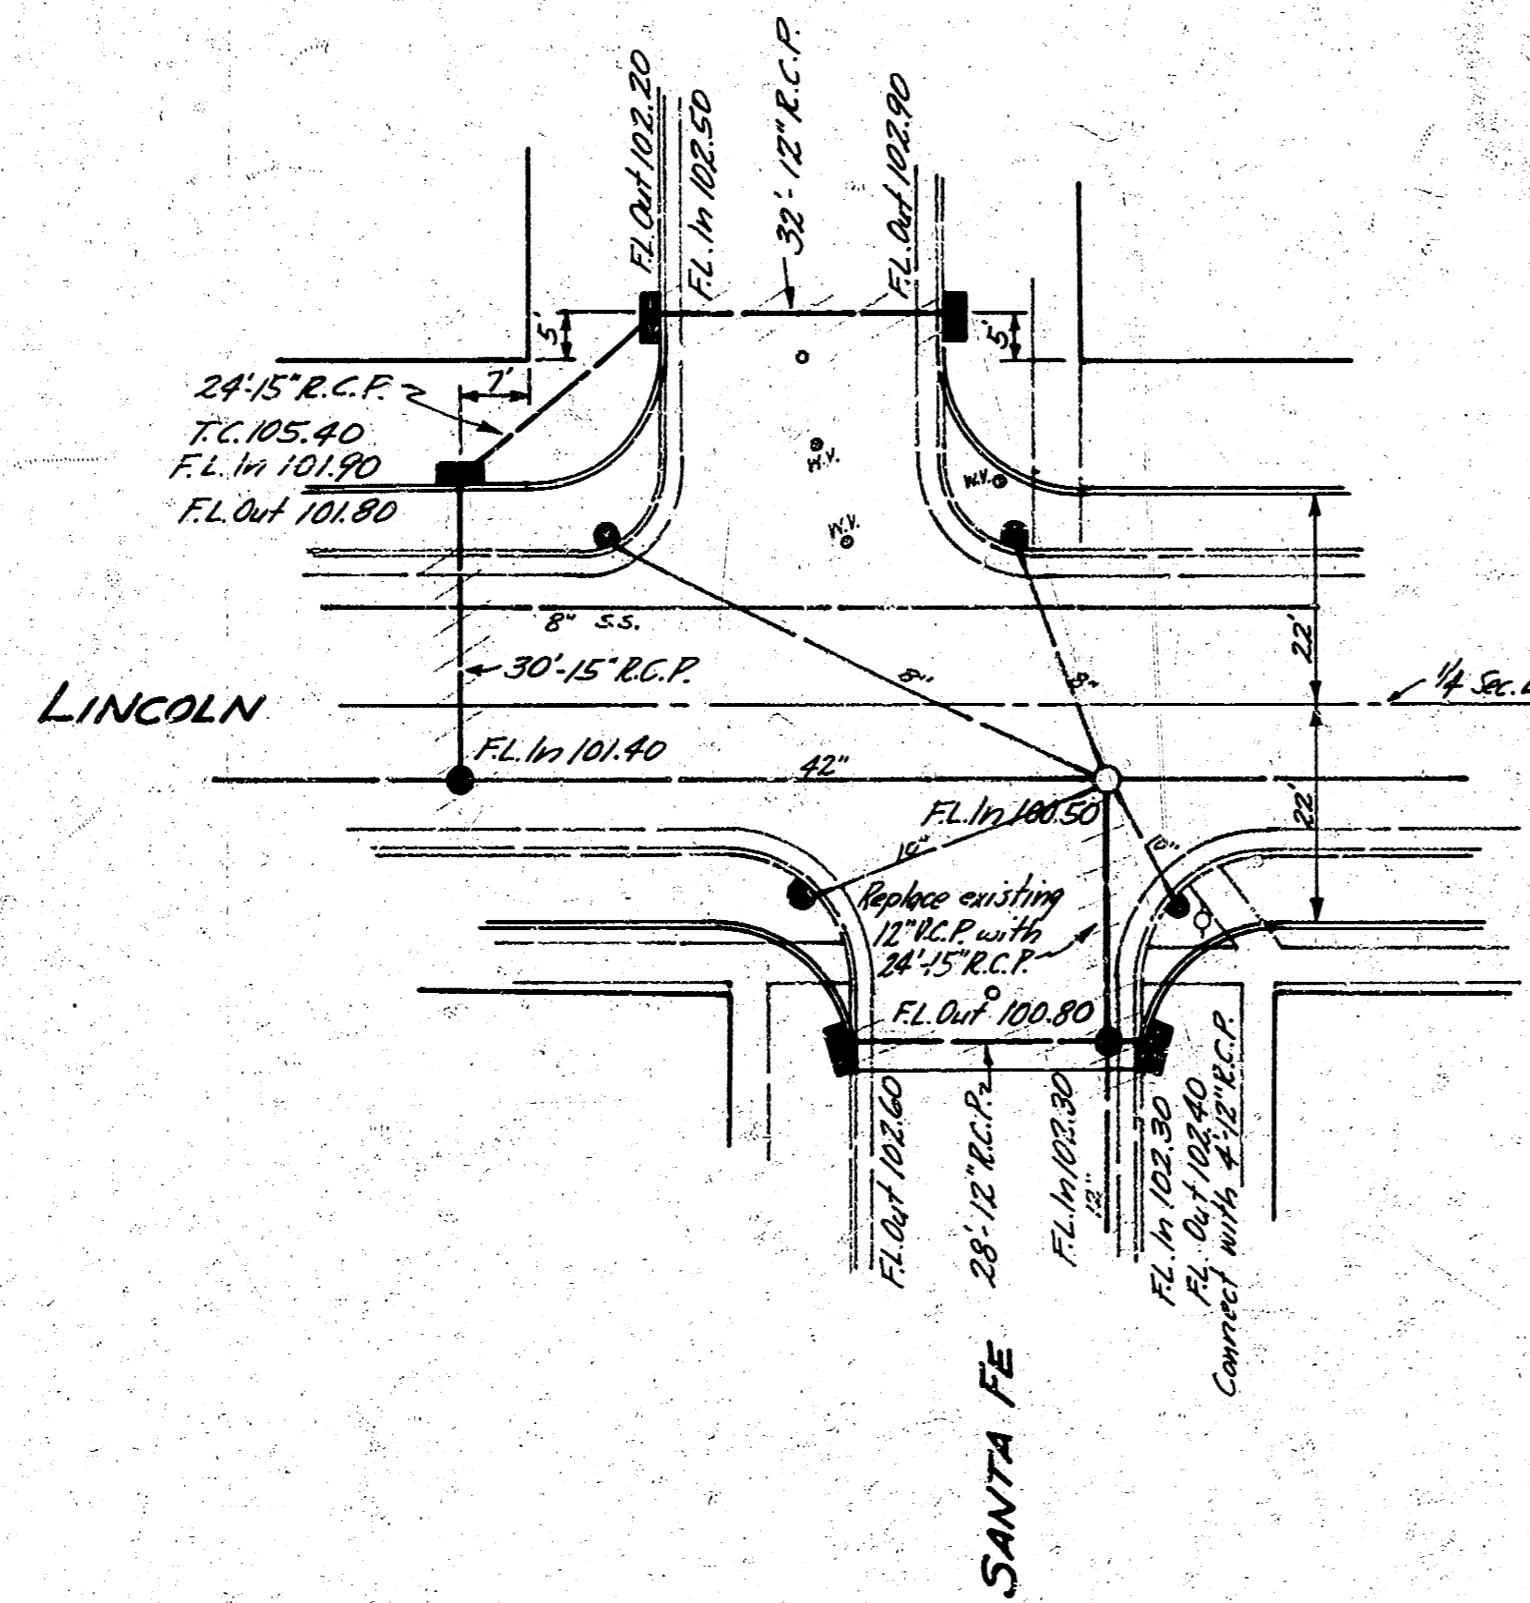 F.L. Out 102.20
F.L. In 102.50
32'-12" R.C.P.
F.L. Out 102.90
5'
5'
7'
24'-15" R.C.P.
T.C. 105.40
F.L. In 101.90
F.L. Out 101.80
W.V.
W.V.
W.V.
8" S.S.
30'-15" R.C.P.
8"
8"
22'
1/4 Sec.
LINCOLN
F.L. In 101.40
42"
F.L. In 100.50
22'
10"
Replace existing
12" R.C.P. with
24'-15" R.C.P.
F.L. Out 100.80
F.L. Out 102.60
28'-12" R.C.P.
F.L. In 102.30
12"
F.L. In 102.30
F.L. Out 102.40
Connect with 4'-12" R.C.P.
SANTA FE